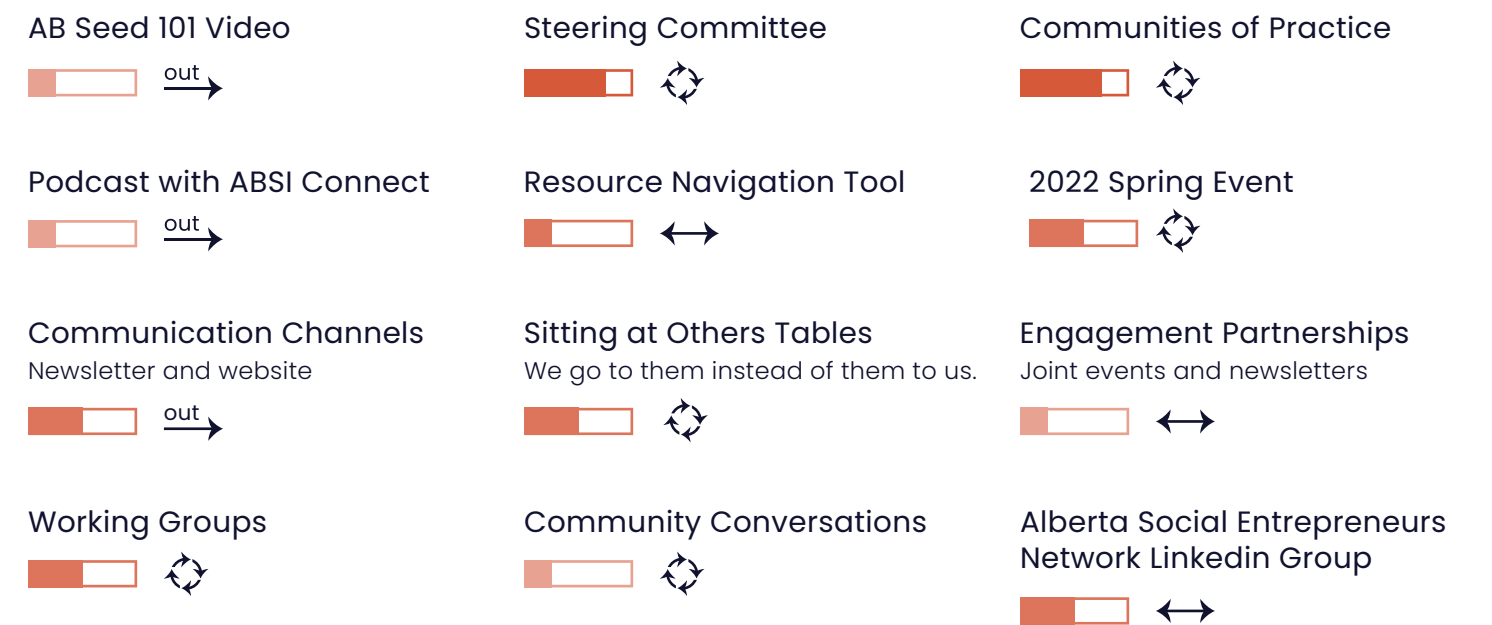 AB Seed 101 Video
out
Steering Committee
Communities of Practice
Podcast with ABSI Connect
out
Resource Navigation Tool
2022 Spring Event
Communication Channels
Newsletter and website
out
Sitting at Others Tables
We go to them instead of them to us.
Engagement Partnerships
Joint events and newsletters
Working Groups
Community Conversations
Alberta Social Entrepreneurs
Network Linkedin Group